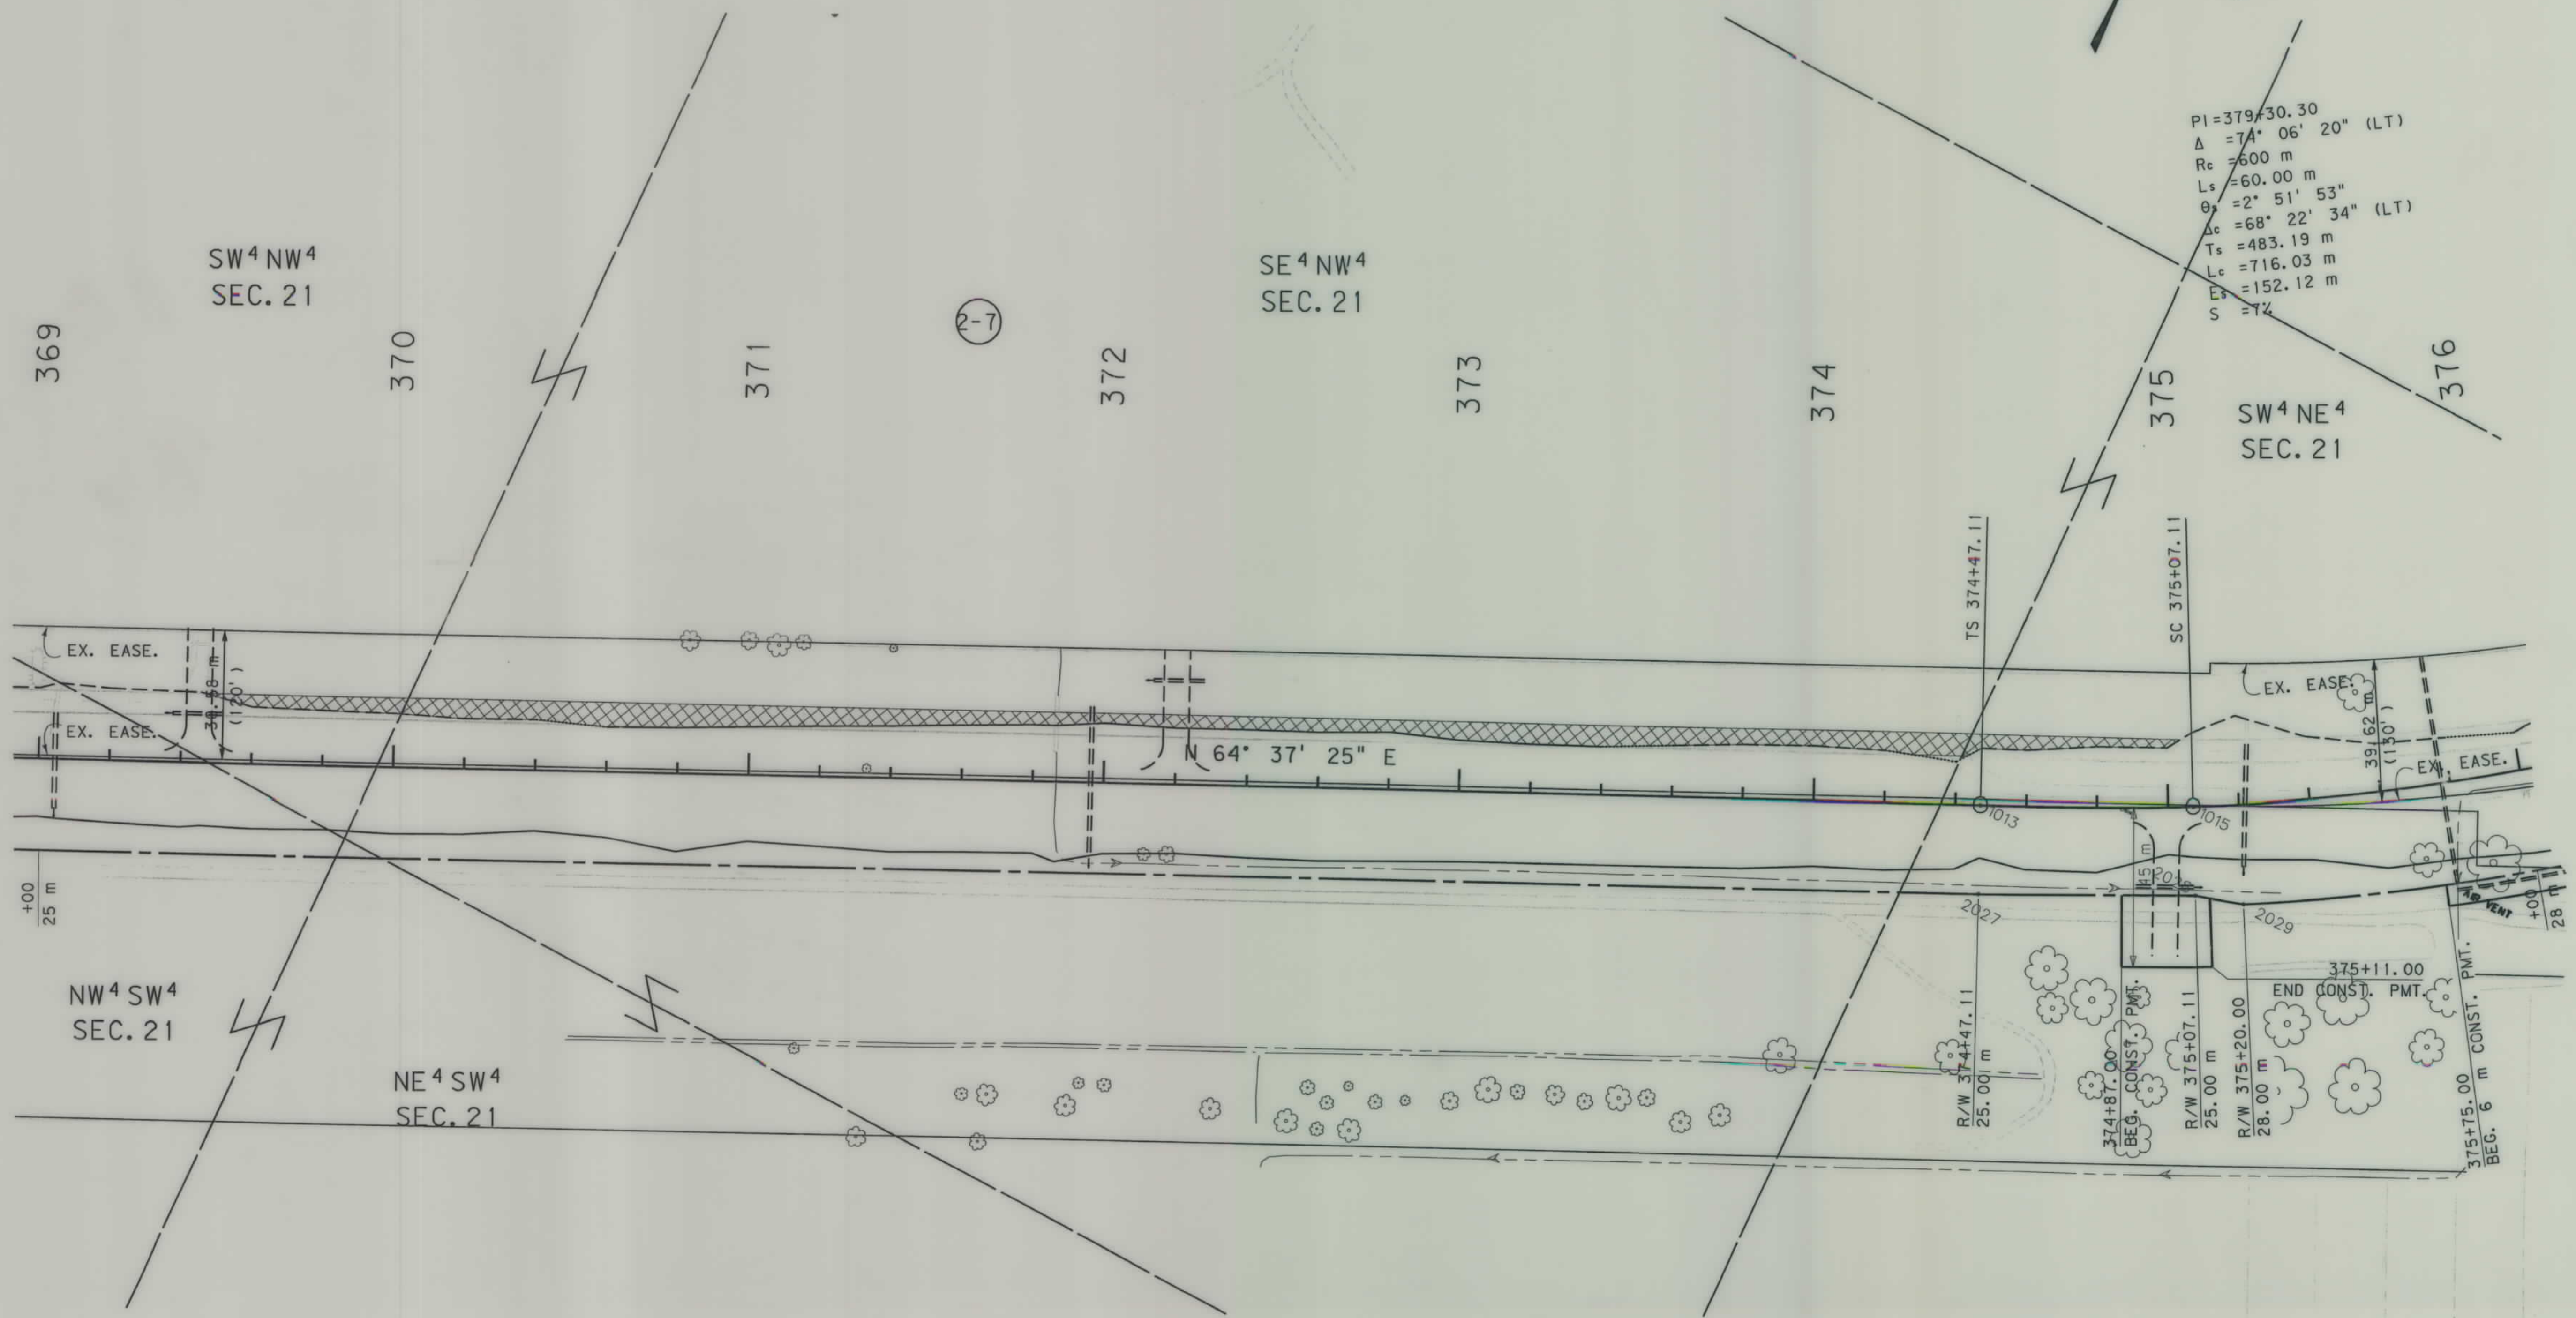 PI=379+30.30
Δ =74° 06' 20" (LT)
Rc =600 m
Ls =60.00 m
θs =2° 51' 53"
Δc =68° 22' 34" (LT)
Ts =483.19 m
Lc =716.03 m
Es =152.12 m
S =7%
SW⁴ NW⁴
SEC. 21
SE⁴ NW⁴
SEC. 21
2-7
369
370
371
372
373
374
375
376
SW⁴ NE⁴
SEC. 21
TS 374+47.11
SC 375+07.11
EX. EASE.
EX. EASE.
(120')
EX. EASE.
39.62 m
(130')
EX. EASE.
N 64° 37' 25" E
1013
1015
45 m
+00
25 m
2027
2029
+00
28 m
NW⁴ SW⁴
SEC. 21
NE⁴ SW⁴
SEC. 21
R/W 374+47.11
25.00 m
374+87.00
BEG. CONST. PMT.
R/W 375+07.11
25.00 m
R/W 375+20.00
28.00 m
375+11.00
END CONST. PMT.
375+75.00
BEG. 6 m CONST. PMT.